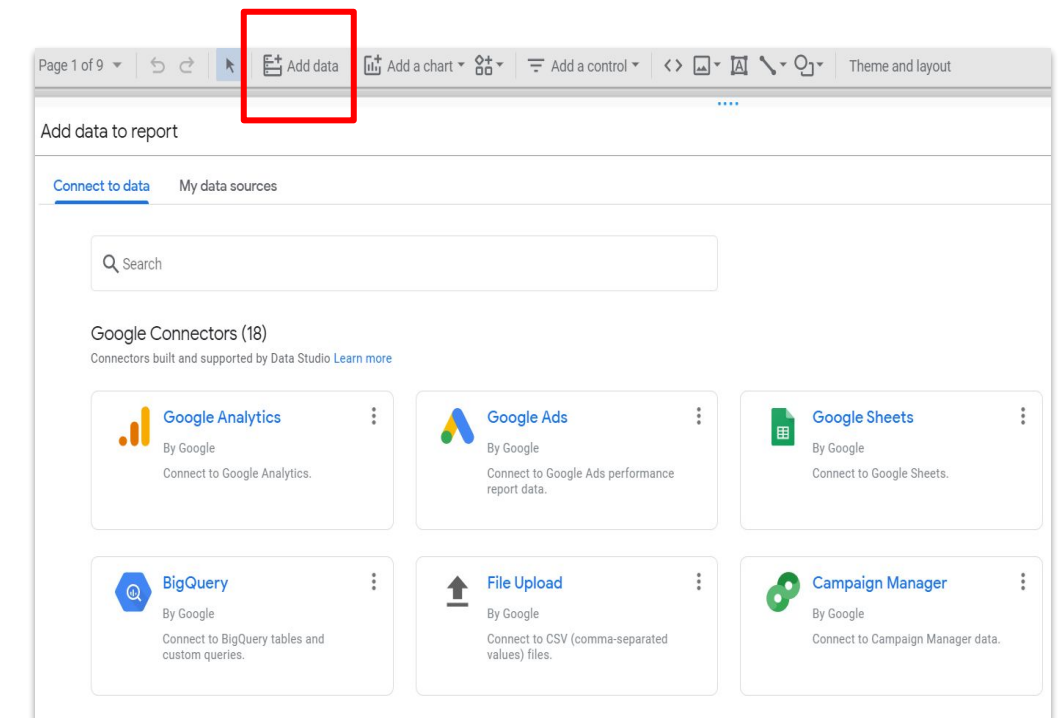 Page 1 of 9 Add data Add a chart Add a control Theme and layout
Add data to report
Connect to data My data sources
Search
Google Connectors (18)
Connectors built and supported by Data Studio Learn more
Google Analytics
By Google
Connect to Google Analytics.
Google Ads
By Google
Connect to Google Ads performance
report data.
Google Sheets
By Google
Connect to Google Sheets.
BigQuery
By Google
Connect to BigQuery tables and
custom queries.
File Upload
By Google
Connect to CSV (comma-separated
values) files.
Campaign Manager
By Google
Connect to Campaign Manager data.